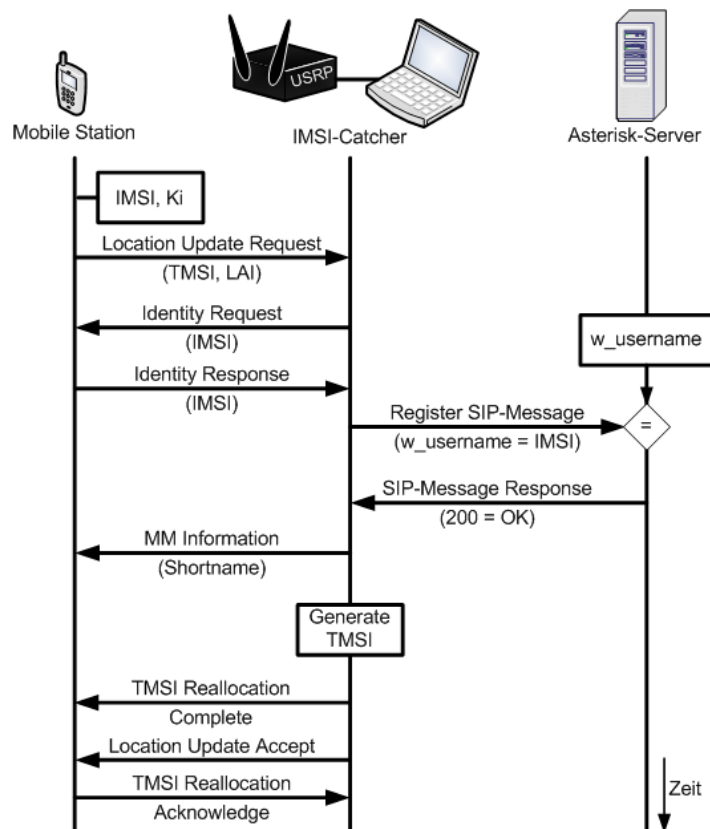 USRP
Mobile Station
IMSI-Catcher
Asterisk-Server
IMSI, Ki
Location Update Request
(TMSI, LAI)
Identity Request
(IMSI)
w_username
Identity Response
(IMSI)
Register SIP-Message
(w_username = IMSI)
=
SIP-Message Response
(200 = OK)
MM Information
(Shortname)
Generate
TMSI
TMSI Reallocation
Complete
Location Update Accept
TMSI Reallocation
Acknowledge
Zeit